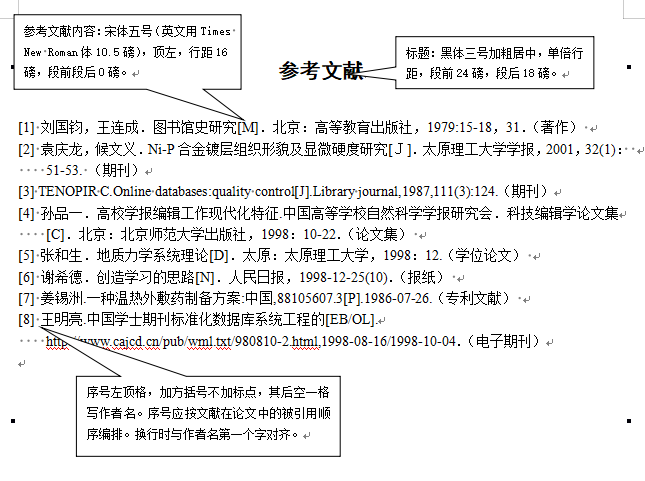 参考文献内容：宋体五号（英文用Times
New Roman体 10.5 磅），顶左，行距 16
磅，段前段后 0 磅。
标题：黑体三号加粗居中，单倍行
距，段前 24 磅，段后 18 磅。
参考文献
[1] 刘国钧，王连成．图书馆史研究[M]．北京：高等教育出版社，1979:15-18，31.（著作）
[2] 袁庆龙，候文义．Ni-P 合金镀层组织形貌及显微硬度研究[Ｊ]．太原理工大学学报，2001，32(1)：
51-53.（期刊）
[3] TENOPIR C.Online databases:quality control[J].Library journal,1987,111(3):124.（期刊）
[4] 孙品一．高校学报编辑工作现代化特征.中国高等学校自然科学学报研究会．科技编辑学论文集
[C]．北京：北京师范大学出版社，1998：10-22.（论文集）
[5] 张和生．地质力学系统理论[D]．太原：太原理工大学，1998：12.（学位论文）
[6] 谢希德．创造学习的思路[N]．人民日报，1998-12-25(10).（报纸）
[7] 姜锡洲.一种温热外敷药制备方案:中国,88105607.3[P].1986-07-26.（专利文献）
[8] 王明亮.中国学士期刊标准化数据库系统工程的[EB/OL].
http://www.cajcd.cn/pub/wml.txt/980810-2.html,1998-08-16/1998-10-04.（电子期刊）
序号左顶格，加方括号不加标点，其后空一格
写作者名。序号应按文献在论文中的被引用顺
序编排。换行时与作者名第一个字对齐。